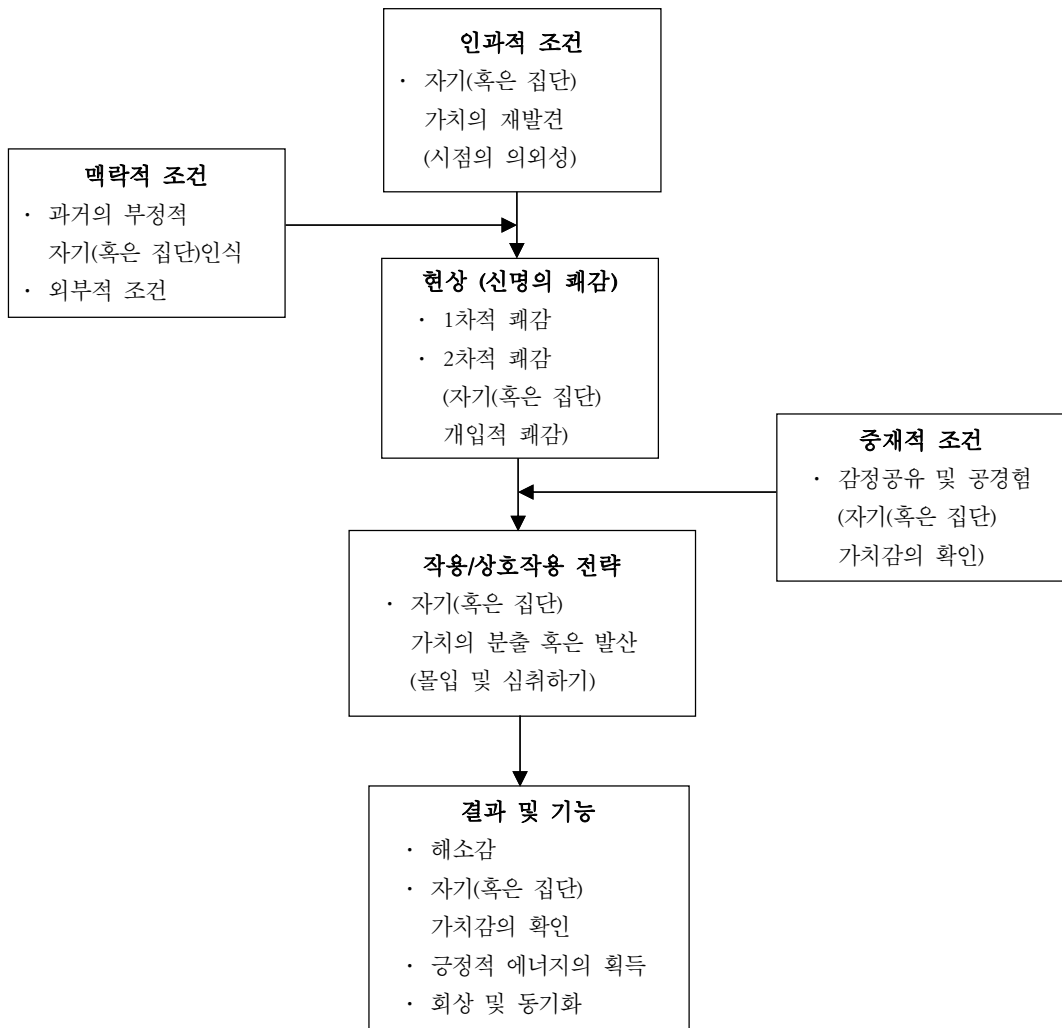 인과적 조건
· 자기(혹은 집단)
가치의 재발견
(시점의 의외성)
맥락적 조건
· 과거의 부정적
자기(혹은 집단)인식
· 외부적 조건
현상 (신명의 쾌감)
· 1차적 쾌감
· 2차적 쾌감
(자기(혹은 집단)
개입적 쾌감)
중재적 조건
· 감정공유 및 공경험
(자기(혹은 집단)
가치감의 확인)
작용/상호작용 전략
· 자기(혹은 집단)
가치의 분출 혹은 발산
(몰입 및 심취하기)
결과 및 기능
· 해소감
· 자기(혹은 집단)
가치감의 확인
· 긍정적 에너지의 획득
· 회상 및 동기화